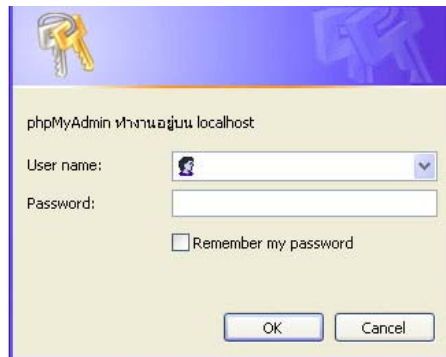 phpMyAdmin ทำงานอยู่บน localhost
User name:
Password:
Remember my password
OK Cancel